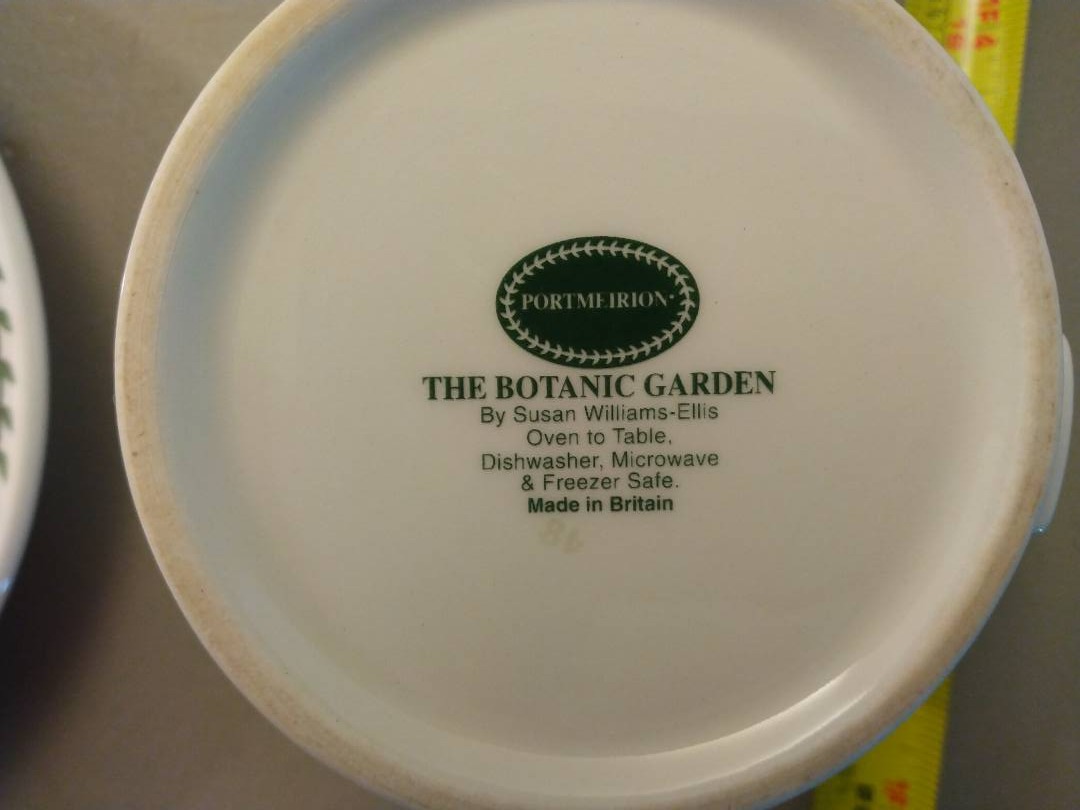 PORTMEIRION
THE BOTANIC GARDEN
By Susan Williams-Ellis
Oven to Table,
Dishwasher, Microwave
& Freezer Safe.
Made in Britain